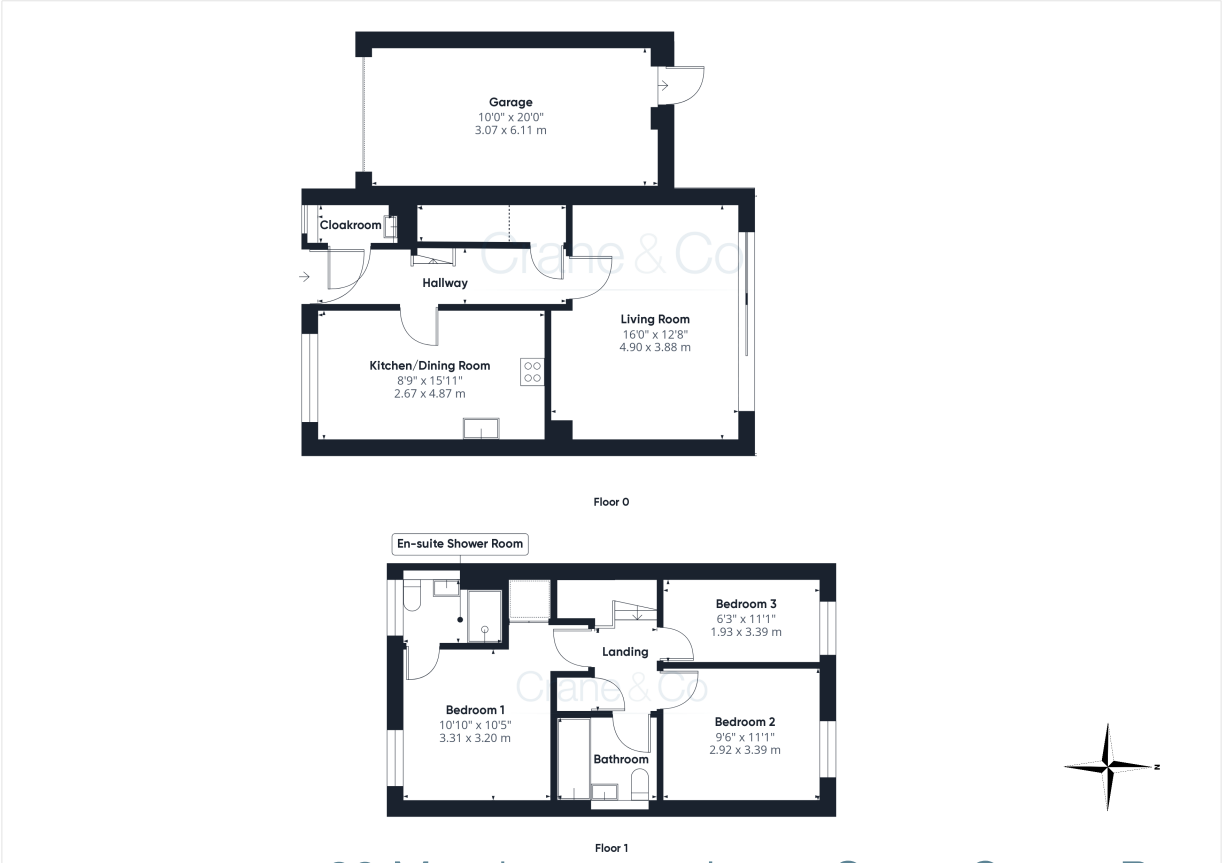 Garage
10'0" x 20'0"
3.07 x 6.11 m
Cloakroom
Crane & Co
Hallway
Living Room
16'0" x 12'8"
4.90 x 3.88 m
Kitchen/Dining Room
8'9" x 15'11"
2.67 x 4.87 m
Floor 0
En-suite Shower Room
Bedroom 3
6'3" x 11'1"
1.93 x 3.39 m
Landing
Crane & Co
Bedroom 1
10'10" x 10'5"
3.31 x 3.20 m
Bedroom 2
9'6" x 11'1"
2.92 x 3.39 m
Bathroom
N
Floor 1